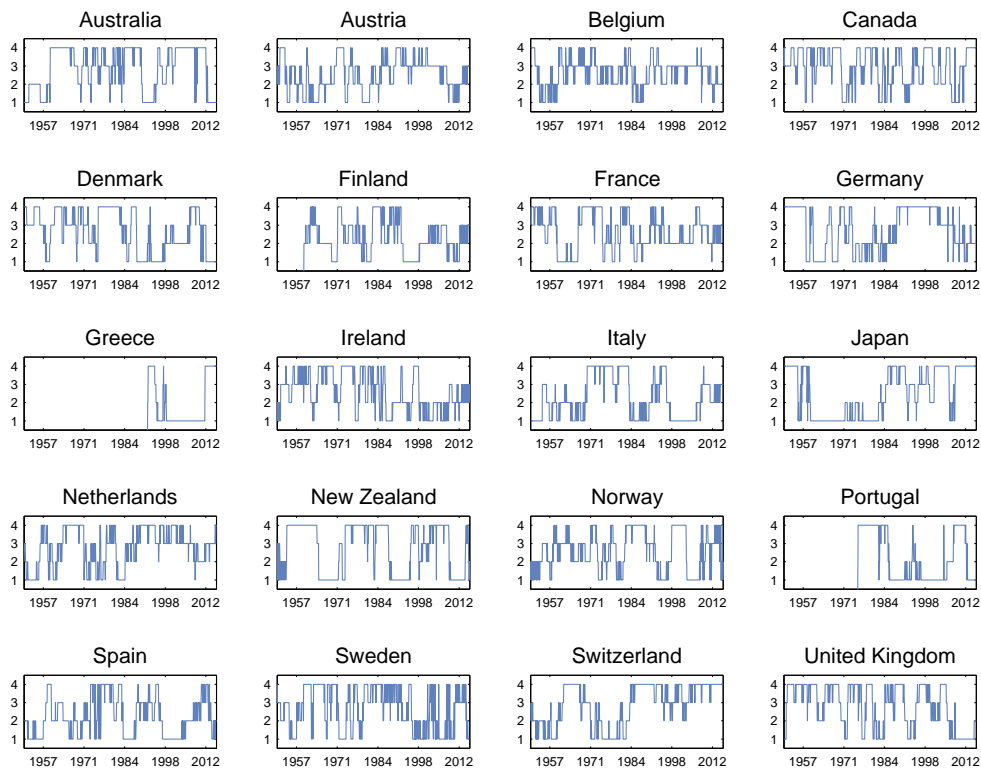 Australia
Austria
Belgium
Canada
4
3
2
1
1957 1971 1984 1998 2012
4
3
2
1
1957 1971 1984 1998 2012
4
3
2
1
1957 1971 1984 1998 2012
4
3
2
1
1957 1971 1984 1998 2012
Denmark
Finland
France
Germany
4
3
2
1
1957 1971 1984 1998 2012
4
3
2
1
1957 1971 1984 1998 2012
4
3
2
1
1957 1971 1984 1998 2012
4
3
2
1
1957 1971 1984 1998 2012
Greece
Ireland
Italy
Japan
4
3
2
1
1957 1971 1984 1998 2012
4
3
2
1
1957 1971 1984 1998 2012
4
3
2
1
1957 1971 1984 1998 2012
4
3
2
1
1957 1971 1984 1998 2012
Netherlands
New Zealand
Norway
Portugal
4
3
2
1
1957 1971 1984 1998 2012
4
3
2
1
1957 1971 1984 1998 2012
4
3
2
1
1957 1971 1984 1998 2012
4
3
2
1
1957 1971 1984 1998 2012
Spain
Sweden
Switzerland
United Kingdom
4
3
2
1
1957 1971 1984 1998 2012
4
3
2
1
1957 1971 1984 1998 2012
4
3
2
1
1957 1971 1984 1998 2012
4
3
2
1
1957 1971 1984 1998 2012